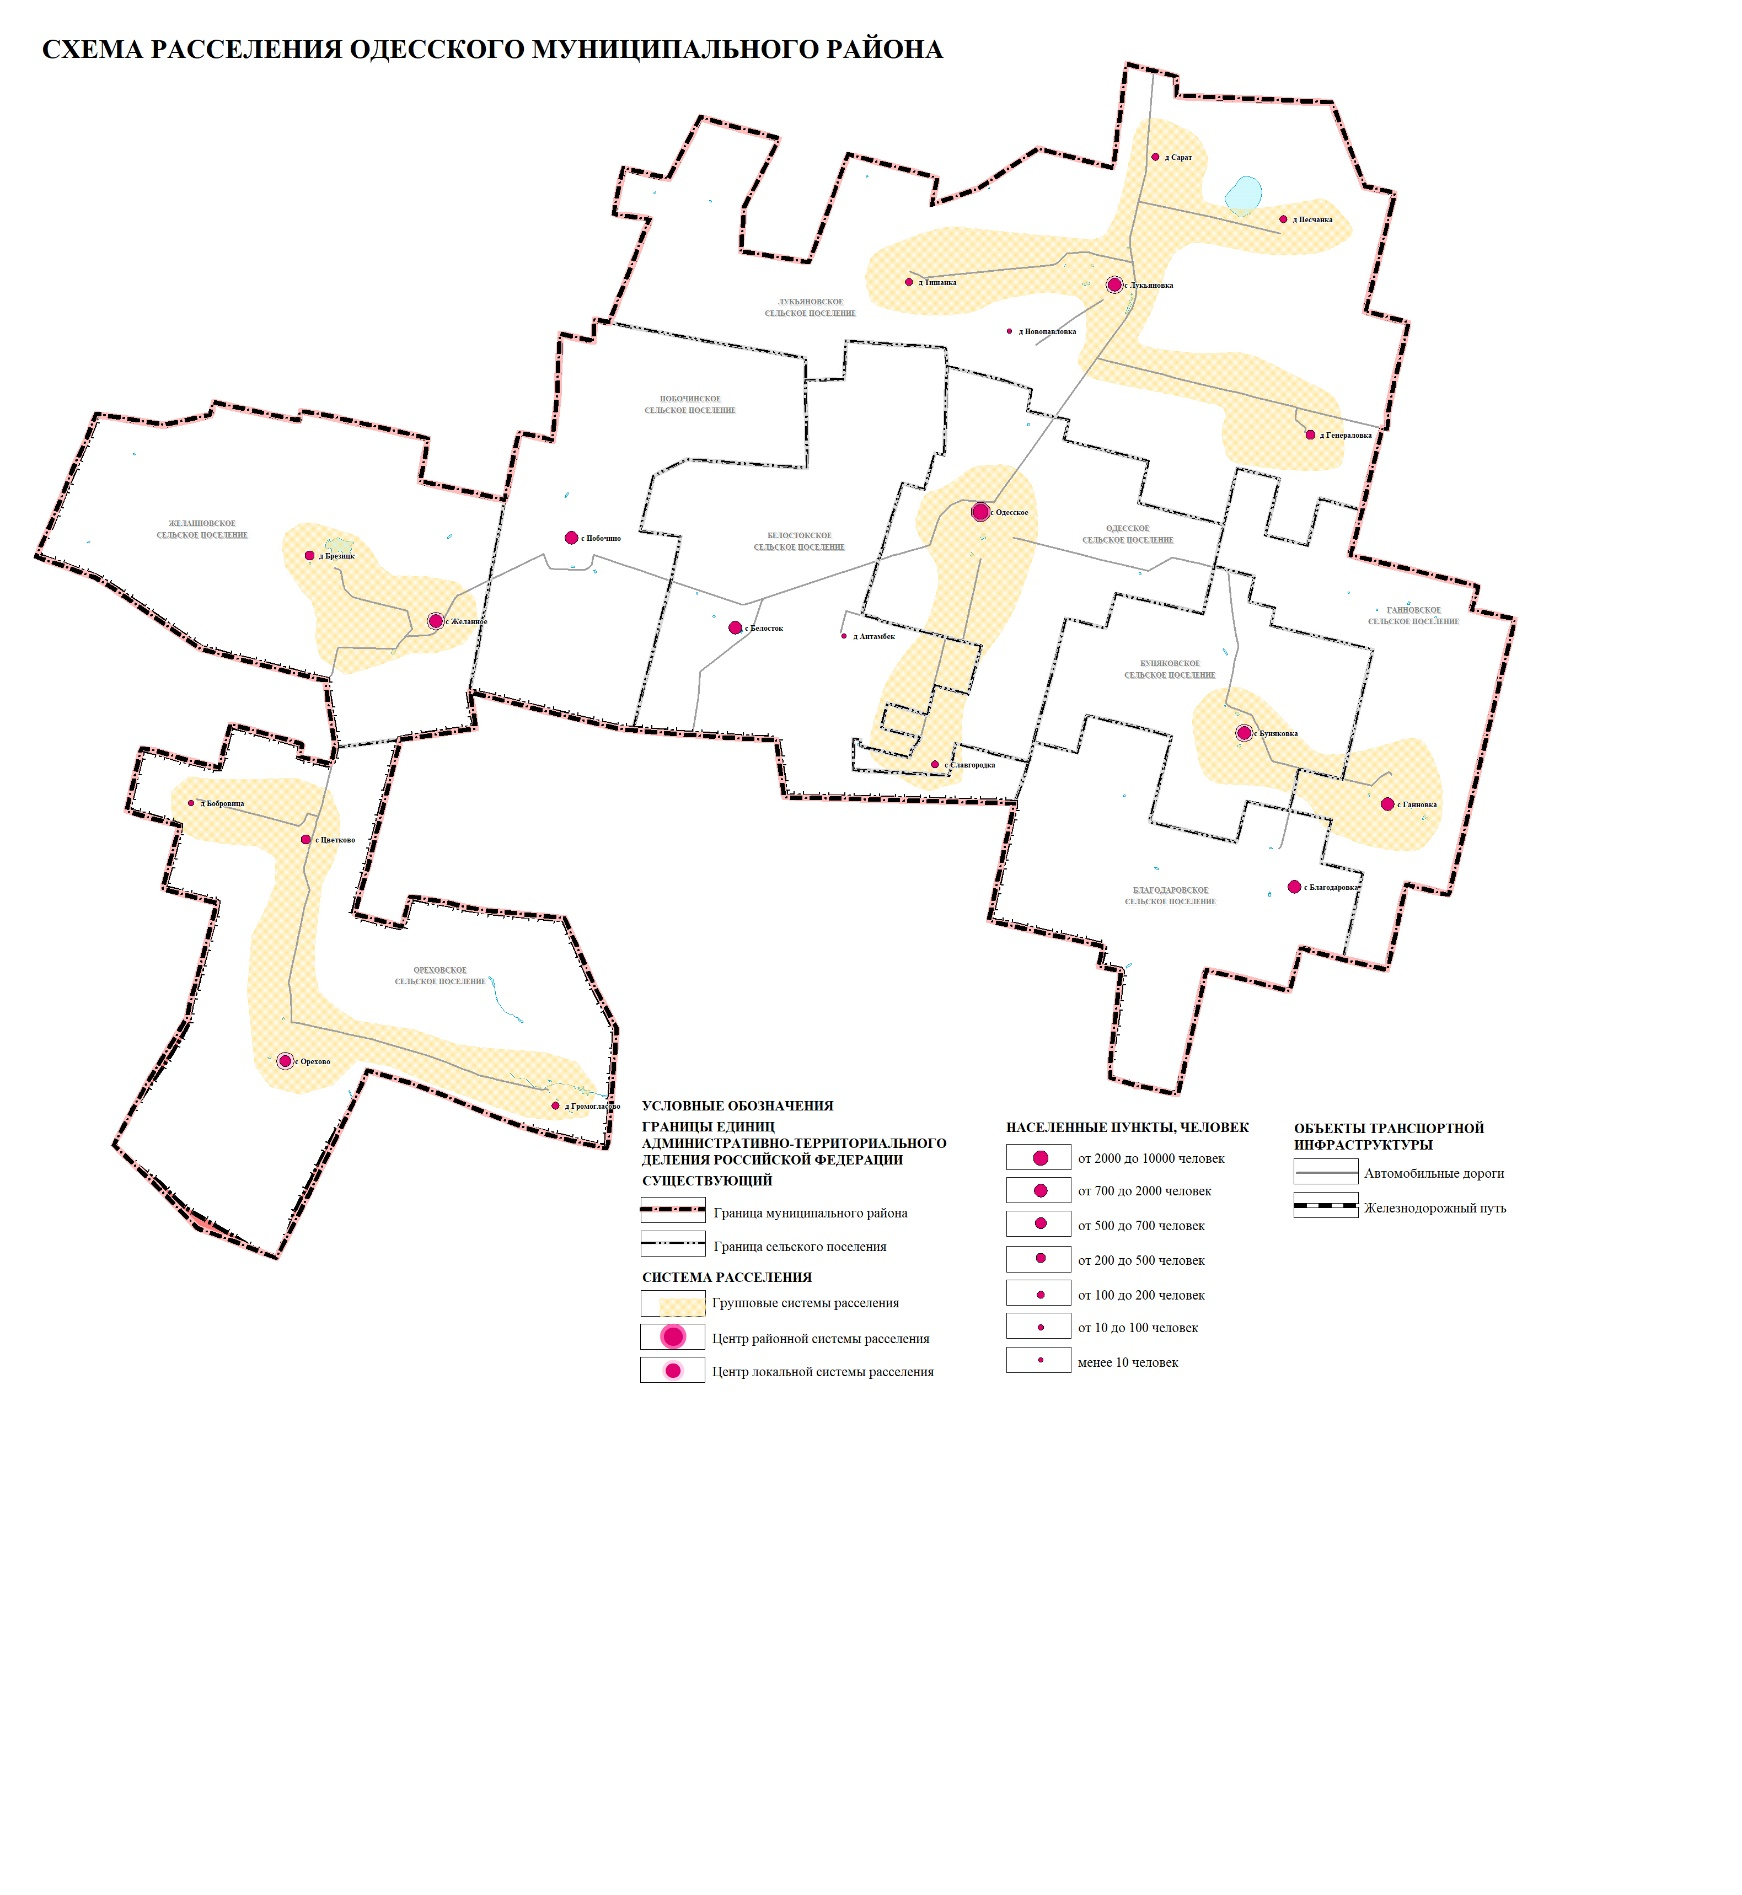 СХЕМА РАССЕЛЕНИЯ ОДЕССКОГО МУНИЦИПАЛЬНОГО РАЙОНА
д Сарат
д Песчанка
д Тишанка
с Лукьяновка
ЛУКЬЯНОВСКОЕ
СЕЛЬСКОЕ ПОСЕЛЕНИЕ
д Новопавловка
ПОБОЧИНСКОЕ
СЕЛЬСКОЕ ПОСЕЛЕНИЕ
д Генераловка
с Одесское
ЖЕЛАННОВСКОЕ
СЕЛЬСКОЕ ПОСЕЛЕНИЕ
ОДЕССКОЕ
СЕЛЬСКОЕ ПОСЕЛЕНИЕ
БЕЛОСТОКСКОЕ
СЕЛЬСКОЕ ПОСЕЛЕНИЕ
с Побочино
д Брезицк
ГАННОВСКОЕ
СЕЛЬСКОЕ ПОСЕЛЕНИЕ
с Желанное
с Белосток
д Аитамбек
БУНЯКОВСКОЕ
СЕЛЬСКОЕ ПОСЕЛЕНИЕ
с Буняковка
с Славгородка
д Бобровица
с Ганновка
с Цветково
БЛАГОДАРОВСКОЕ
СЕЛЬСКОЕ ПОСЕЛЕНИЕ
с Благодаровка
ОРЕХОВСКОЕ
СЕЛЬСКОЕ ПОСЕЛЕНИЕ
с Орехово
д Громогласово
УСЛОВНЫЕ ОБОЗНАЧЕНИЯ
ГРАНИЦЫ ЕДИНИЦ
АДМИНИСТРАТИВНО-ТЕРРИТОРИАЛЬНОГО
ДЕЛЕНИЯ РОССИЙСКОЙ ФЕДЕРАЦИИ
СУЩЕСТВУЮЩИЙ
Граница муниципального района
Граница сельского поселения
СИСТЕМА РАССЕЛЕНИЯ
Групповые системы расселения
Центр районной системы расселения
Центр локальной системы расселения
НАСЕЛЕННЫЕ ПУНКТЫ, ЧЕЛОВЕК
от 2000 до 10000 человек
от 700 до 2000 человек
от 500 до 700 человек
от 200 до 500 человек
от 100 до 200 человек
от 10 до 100 человек
менее 10 человек
ОБЪЕКТЫ ТРАНСПОРТНОЙ
ИНФРАСТРУКТУРЫ
Автомобильные дороги
Железнодорожный путь